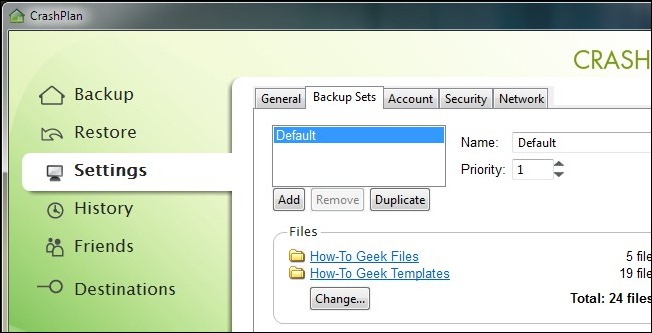 CrashPlan
CRASH
Backup
Restore
Settings
History
Friends
Destinations
General Backup Sets Account Security Network
Default
Name: Default
Priority: 1
Add Remove Duplicate
Files
How-To Geek Files 5 file
How-To Geek Templates 19 file
Change... Total: 24 files